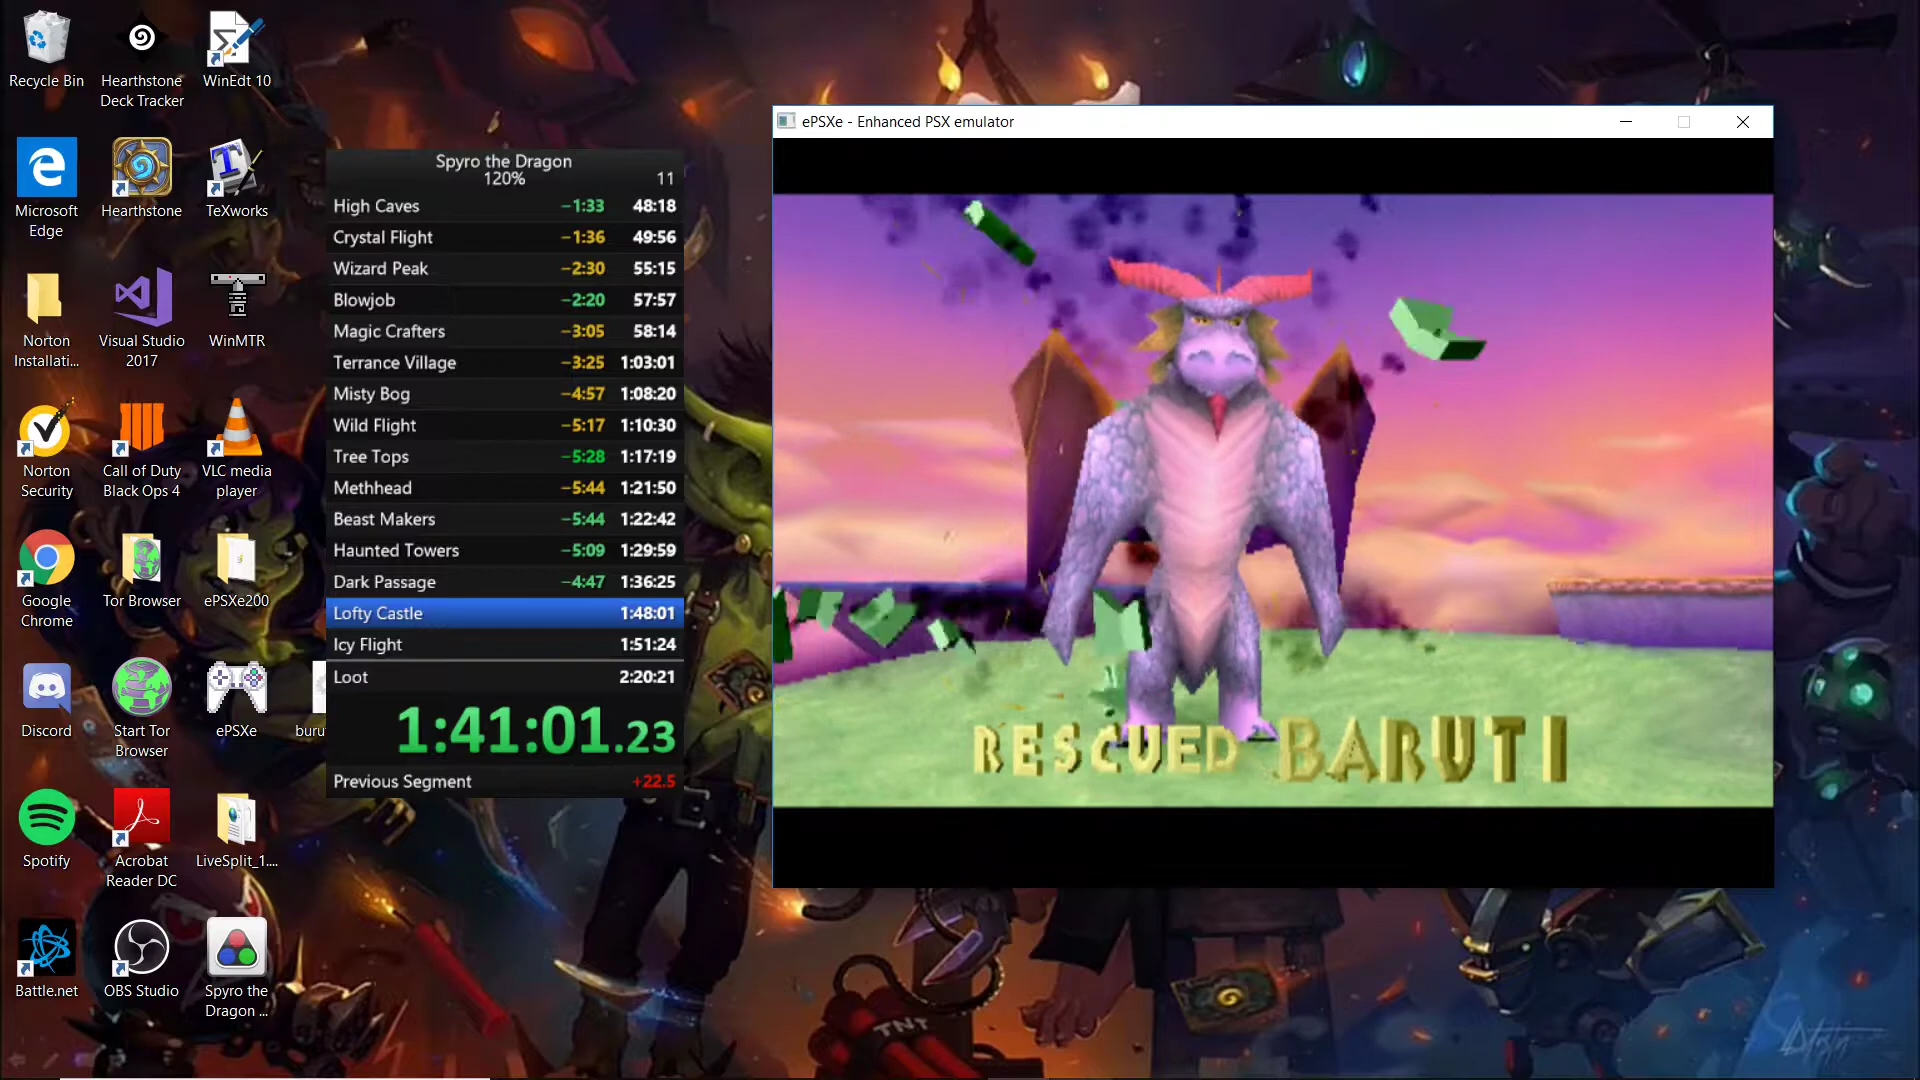 Recycle Bin
Hearthstone
Deck Tracker
WinEdt 10
Microsoft
Edge
Hearthstone
TeXworks
Norton
Installati...
Visual Studio
2017
WinMTR
Norton
Security
Call of Duty
Black Ops 4
VLC media
player
Google
Chrome
Tor Browser
ePSXe200
Discord
Start Tor
Browser
ePSXe
buru
Spotify
Acrobat
Reader DC
LiveSplit_1....
Battle.net
OBS Studio
Spyro the
Dragon ...
Spyro the Dragon
120% 11
High Caves −1:33 48:18
Crystal Flight −1:36 49:56
Wizard Peak −2:30 55:15
Blowjob −2:20 57:57
Magic Crafters −3:05 58:14
Terrance Village −3:25 1:03:01
Misty Bog −4:57 1:08:20
Wild Flight −5:17 1:10:30
Tree Tops −5:28 1:17:19
Methhead −5:44 1:21:50
Beast Makers −5:44 1:22:42
Haunted Towers −5:09 1:29:59
Dark Passage −4:47 1:36:25
Lofty Castle 1:48:01
Icy Flight 1:51:24
Loot 2:20:21
1:41:01.23
Previous Segment +22.5
ePSXe - Enhanced PSX emulator
RESCUED BARUTI
TNT